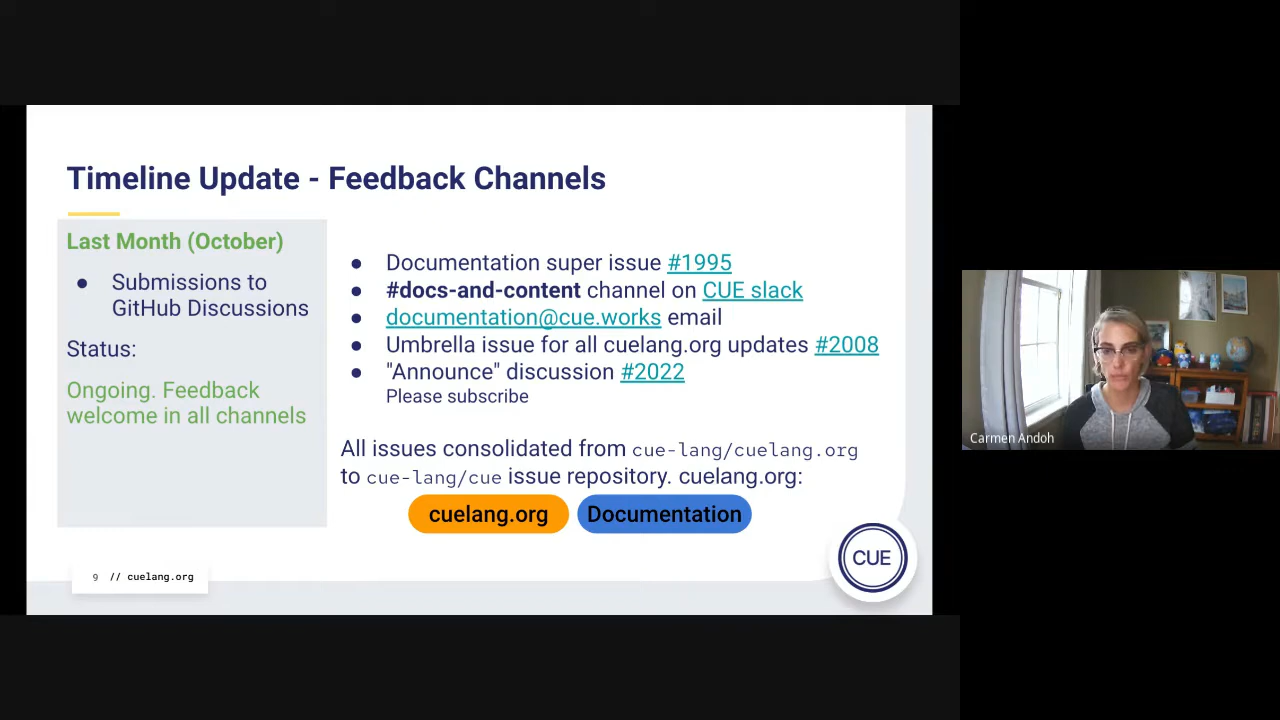 Timeline Update - Feedback Channels
Last Month (October)
● Submissions to
GitHub Discussions
Status:
Ongoing. Feedback
welcome in all channels
● Documentation super issue #1995
● #docs-and-content channel on CUE slack
● documentation@cue.works email
● Umbrella issue for all cuelang.org updates #2008
● "Announce" discussion #2022
Please subscribe
All issues consolidated from cue-lang/cuelang.org
to cue-lang/cue issue repository. cuelang.org:
cuelang.org Documentation
9 // cuelang.org
CUE
Carmen Andoh